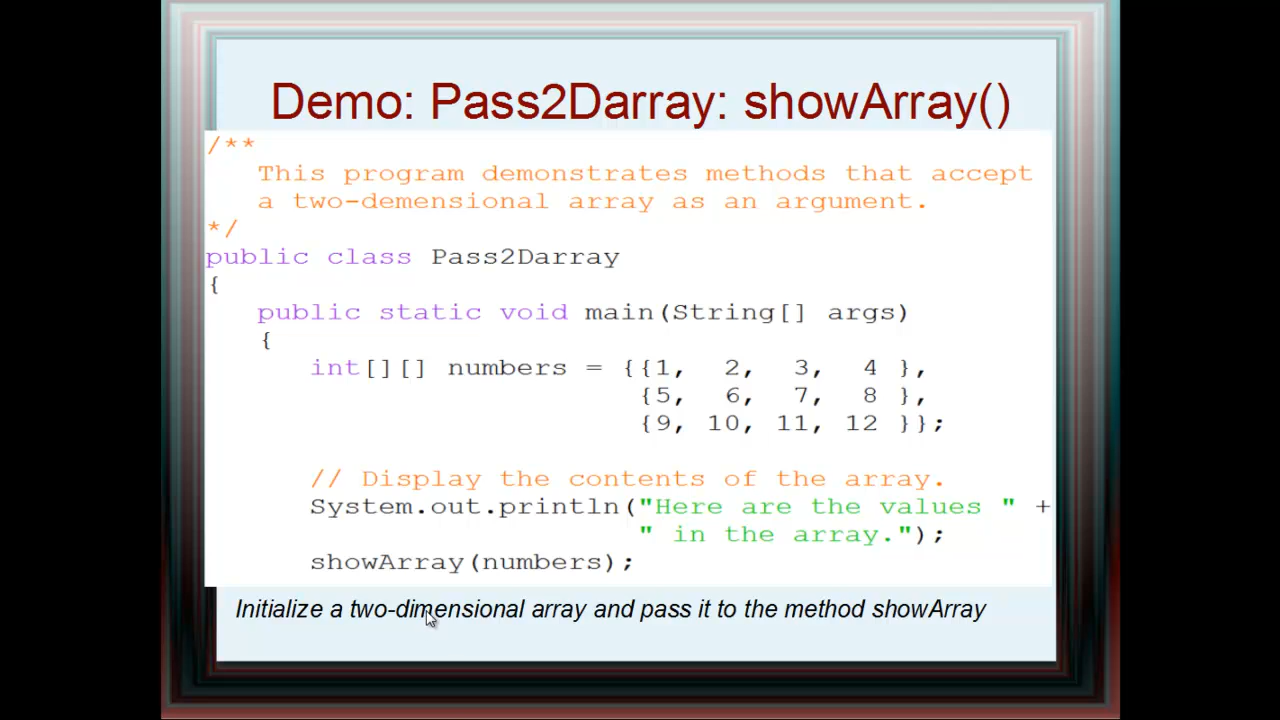 Demo: Pass2Darray: showArray()
/**
This program demonstrates methods that accept
a two-demensional array as an argument.
*/
public class Pass2Darray
{
public static void main(String[] args)
{
int[][] numbers = {{1, 2, 3, 4 },
{5, 6, 7, 8 },
{9, 10, 11, 12 }};
// Display the contents of the array.
System.out.println("Here are the values " +
" in the array.");
showArray(numbers);
Initialize a two-dimensional array and pass it to the method showArray